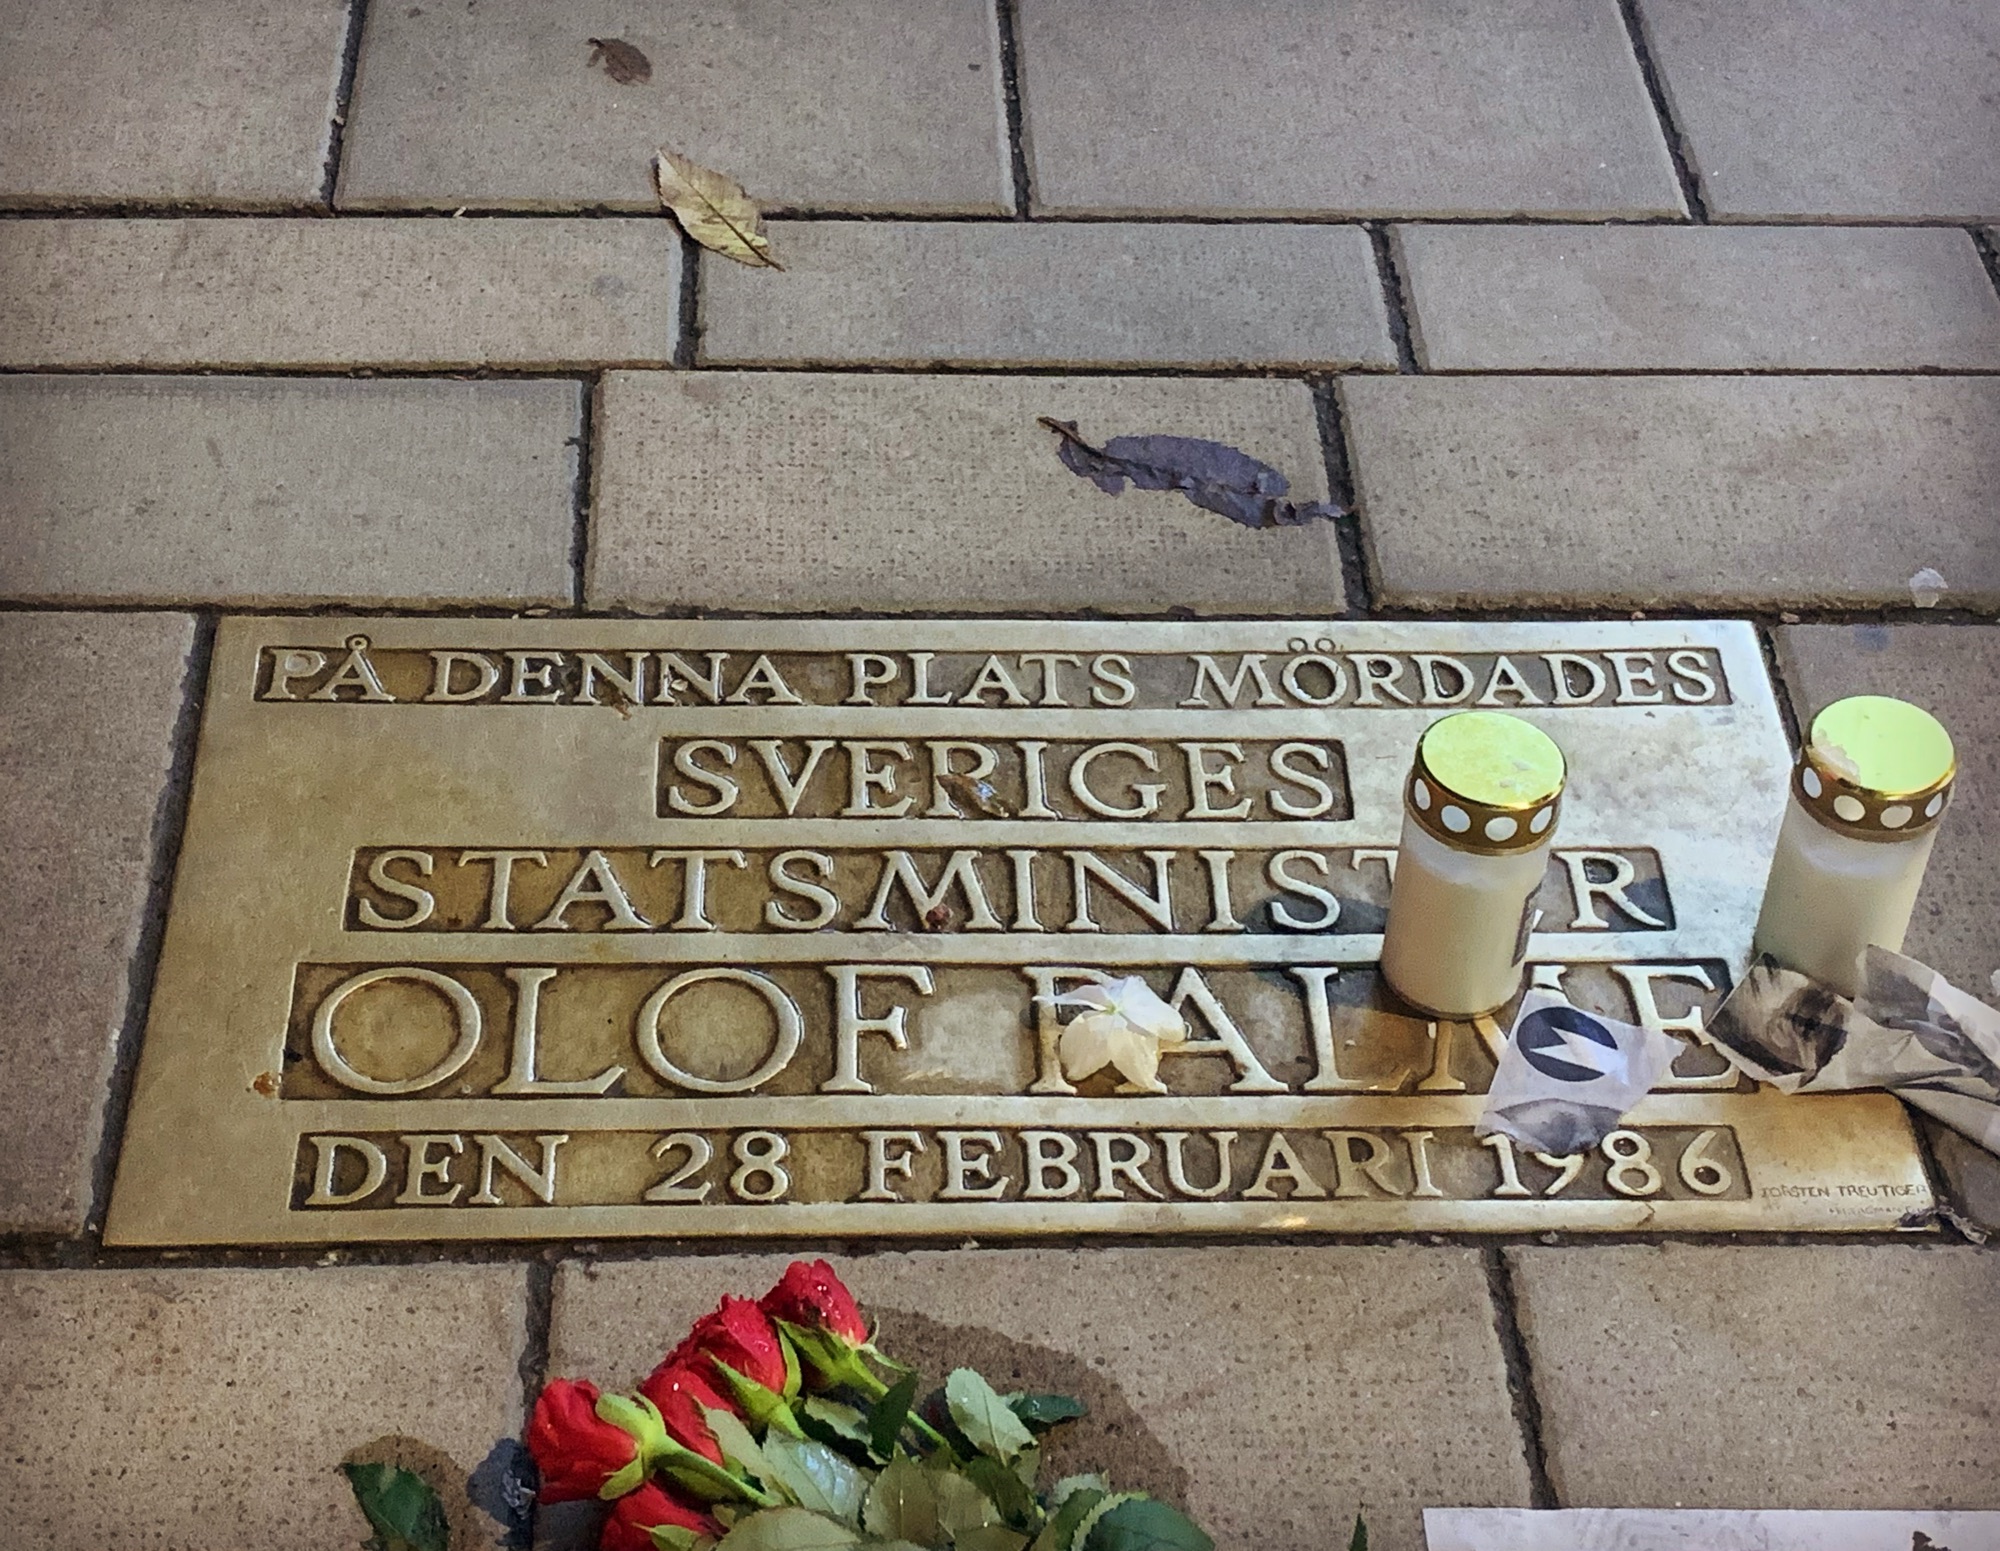 PÅ DENNA PLATS MÖRDADES
SVERIGES
STATSMINISTER
OLOF PALME
DEN 28 FEBRUARI 1986
TORSTEN TREUTIGER